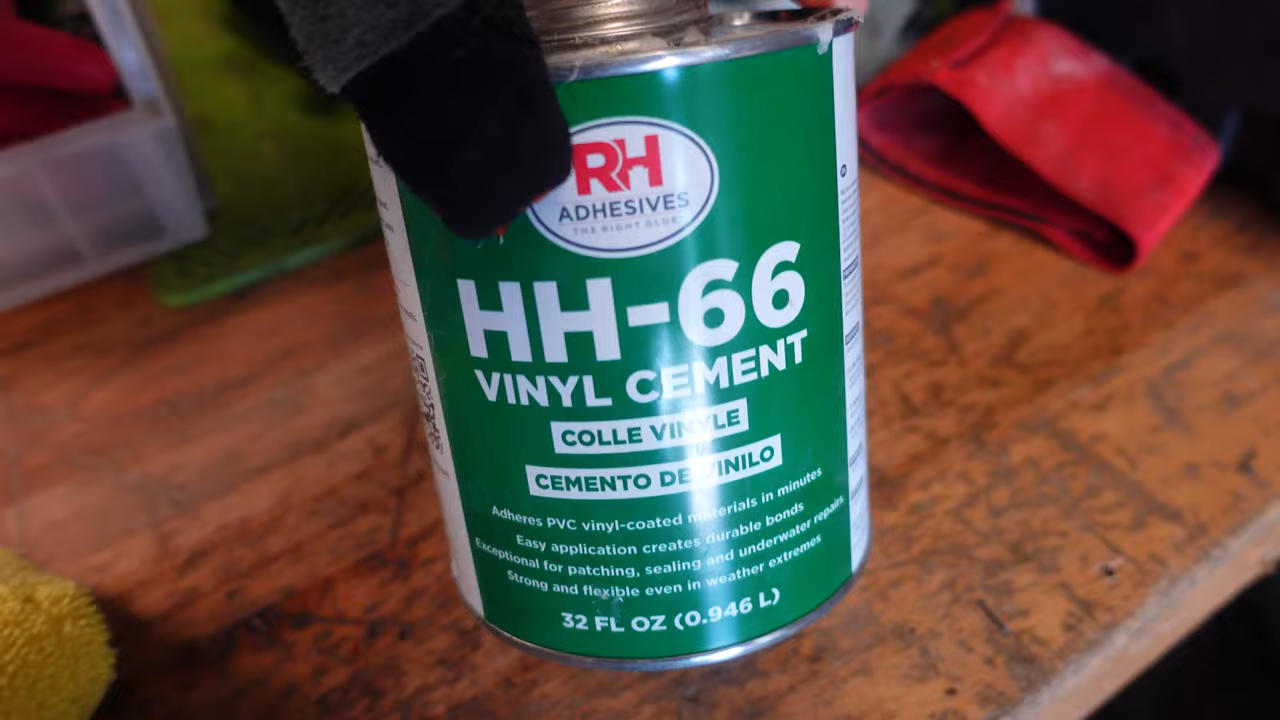 RH
ADHESIVES
THE RIGHT GLUE
HH-66
VINYL CEMENT
COLLE VINYLE
CEMENTO DE VINILO
Adheres PVC vinyl-coated materials in minutes
Easy application creates durable bonds
Exceptional for patching, sealing and underwater repairs
Strong and flexible even in weather extremes
32 FL OZ (0.946 L)